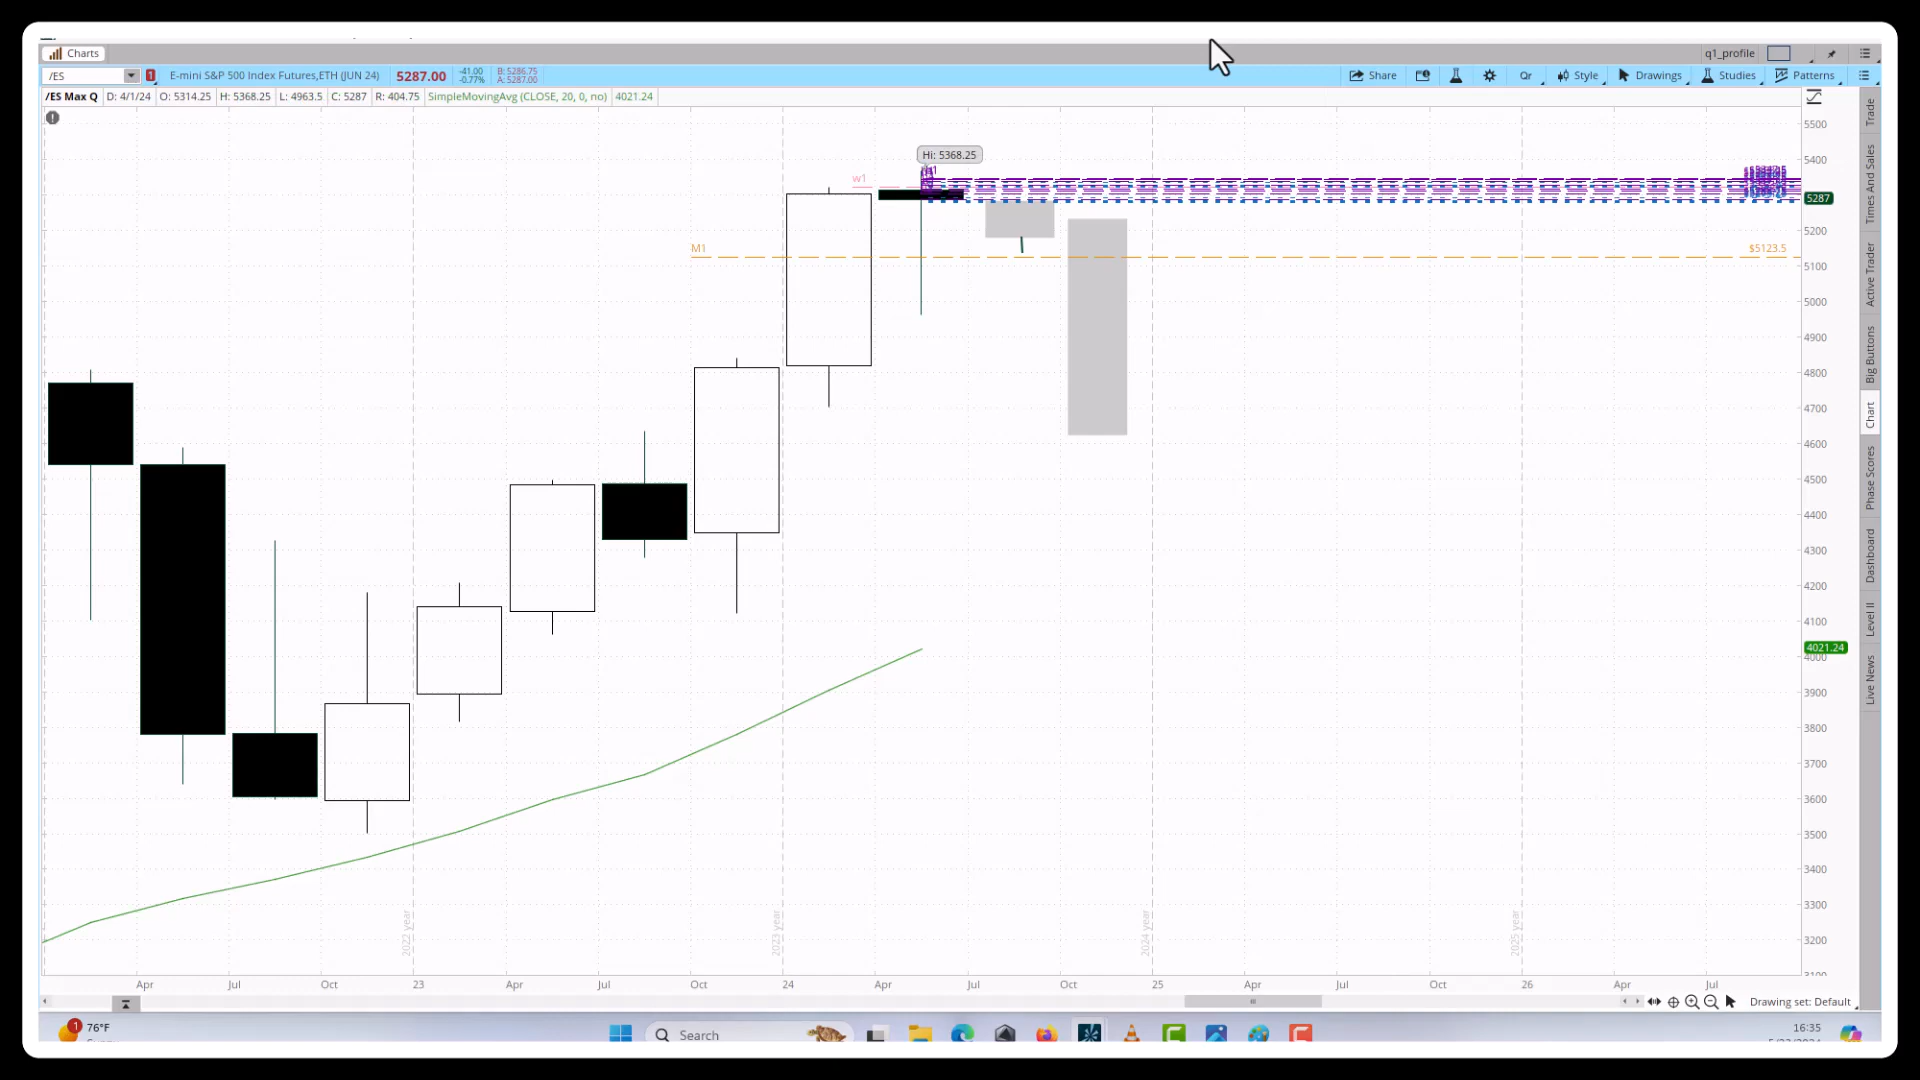 Charts
q1_profile
/ES
1
E-mini S&P 500 Index Futures,ETH (JUN 24)
5287.00
-41.00
-0.77%
B: 5286.75
A: 5287.00
Share
Qr
Style
Drawings
Studies
Patterns
/ES Max Q
D: 4/1/24
O: 5314.25
H: 5368.25
L: 4963.5
C: 5287
R: 404.75
SimpleMovingAvg (CLOSE, 20, 0, no)
4021.24
Hi: 5368.25
w1
M1
$5123.5
5500
5400
5287
5200
5100
5000
4900
4800
4700
4600
4500
4400
4300
4200
4100
4021.24
4000
3900
3800
3700
3600
3500
3400
3300
3200
3100
2022 year
2023 year
2024 year
2025 year
Apr
Jul
Oct
23
Apr
Jul
Oct
24
Apr
Jul
Oct
25
Apr
Jul
Oct
26
Apr
Jul
Trade
Times And Sales
Active Trader
Big Buttons
Chart
Phase Scores
Dashboard
Level II
Live News
Drawing set: Default
1
76°F
Search
16:35